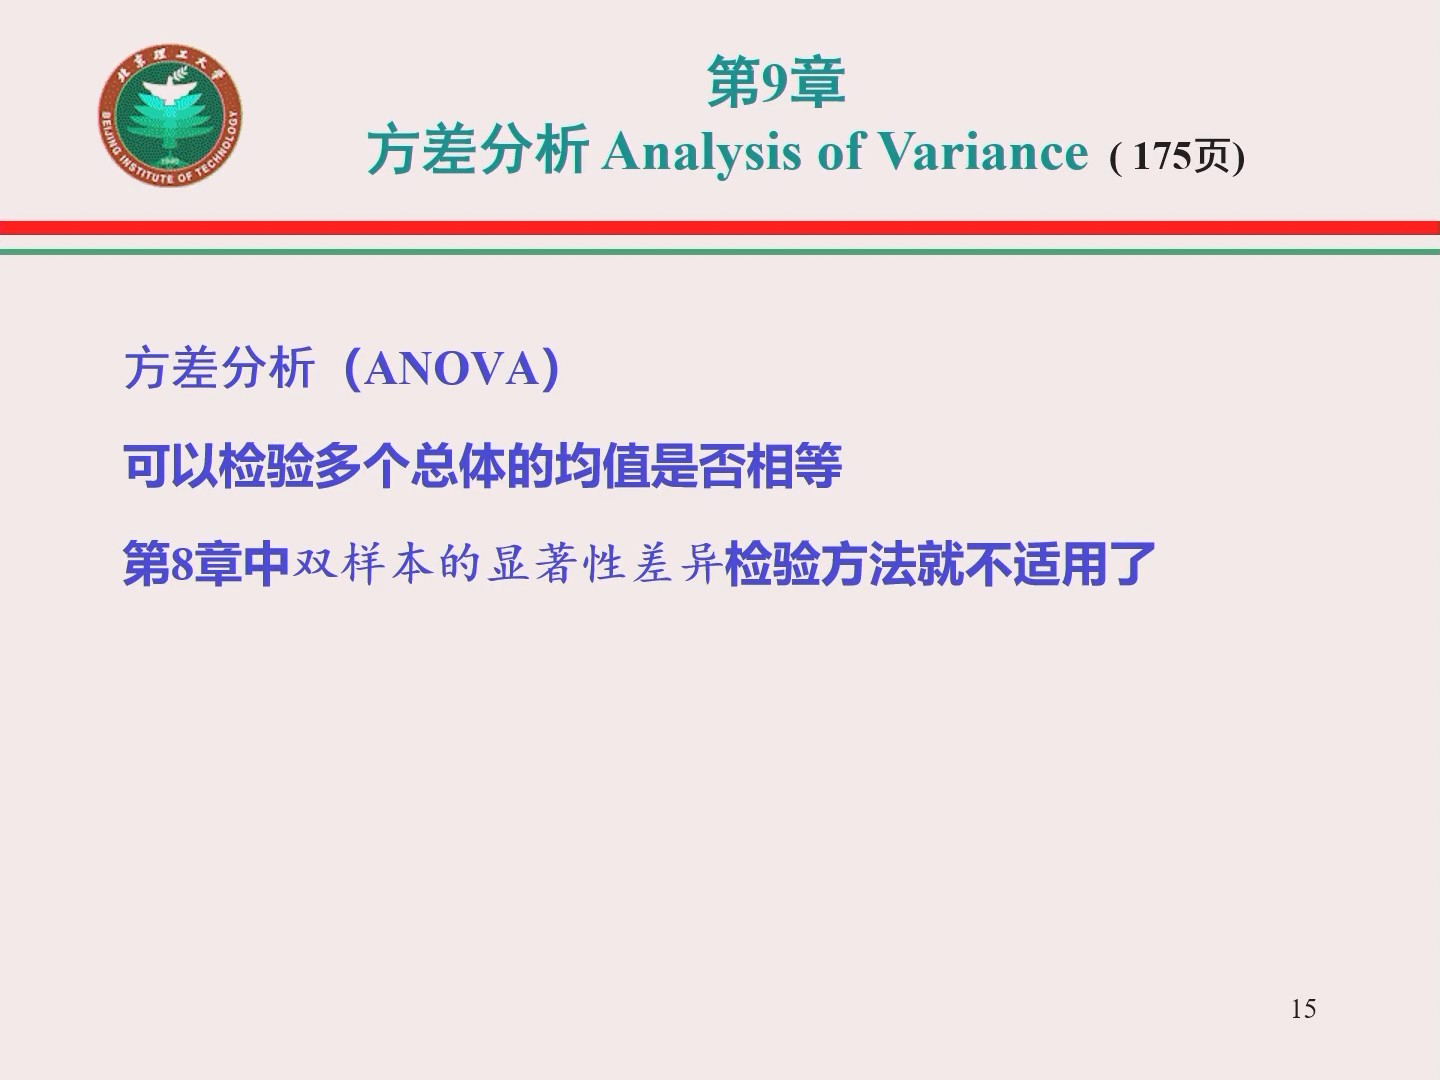 北京理工大学
BEIJING INSTITUTE OF TECHNOLOGY
1940
第9章
方差分析 Analysis of Variance ( 175页)
方差分析（ANOVA）
可以检验多个总体的均值是否相等
第8章中双样本的显著性差异检验方法就不适用了
15